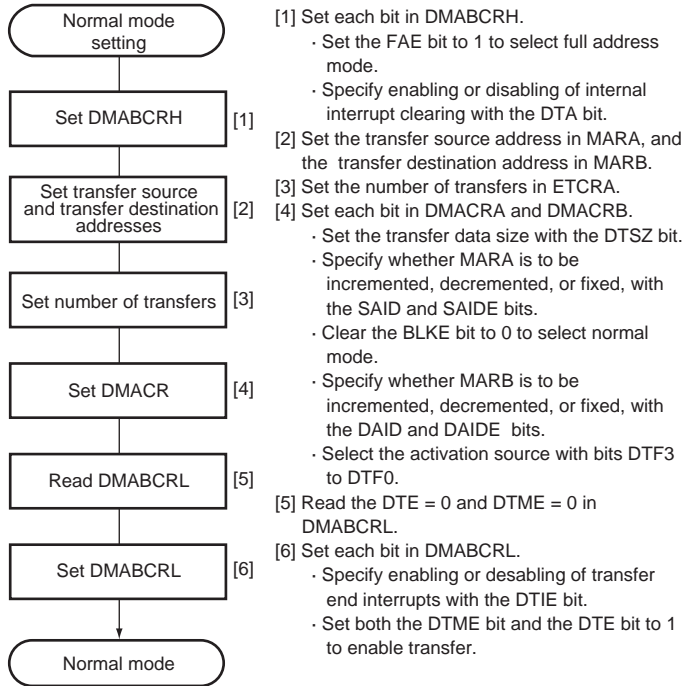 Normal mode
setting
Set DMABCRH
[1]
Set transfer source
and transfer destination
addresses
[2]
Set number of transfers
[3]
Set DMACR
[4]
Read DMABCRL
[5]
Set DMABCRL
[6]
Normal mode
[1] Set each bit in DMABCRH.
· Set the FAE bit to 1 to select full address
mode.
· Specify enabling or disabling of internal
interrupt clearing with the DTA bit.
[2] Set the transfer source address in MARA, and
the transfer destination address in MARB.
[3] Set the number of transfers in ETCRA.
[4] Set each bit in DMACRA and DMACRB.
· Set the transfer data size with the DTSZ bit.
· Specify whether MARA is to be
incremented, decremented, or fixed, with
the SAID and SAIDE bits.
· Clear the BLKE bit to 0 to select normal
mode.
· Specify whether MARB is to be
incremented, decremented, or fixed, with
the DAID and DAIDE bits.
· Select the activation source with bits DTF3
to DTF0.
[5] Read the DTE = 0 and DTME = 0 in
DMABCRL.
[6] Set each bit in DMABCRL.
· Specify enabling or desabling of transfer
end interrupts with the DTIE bit.
· Set both the DTME bit and the DTE bit to 1
to enable transfer.